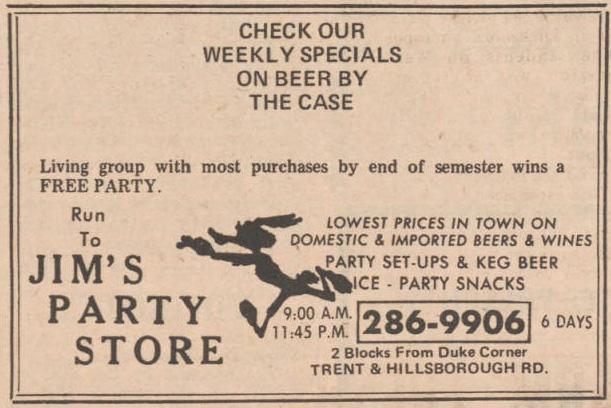 CHECK OUR
WEEKLY SPECIALS
ON BEER BY
THE CASE
Living group with most purchases by end of semester wins a
FREE PARTY.
Run
To
JIM'S
PARTY
STORE
LOWEST PRICES IN TOWN ON
DOMESTIC & IMPORTED BEERS & WINES
PARTY SET-UPS & KEG BEER
ICE - PARTY SNACKS
9:00 A.M.
11:45 P.M.
286-9906
6 DAYS
2 Blocks From Duke Corner
TRENT & HILLSBOROUGH RD.